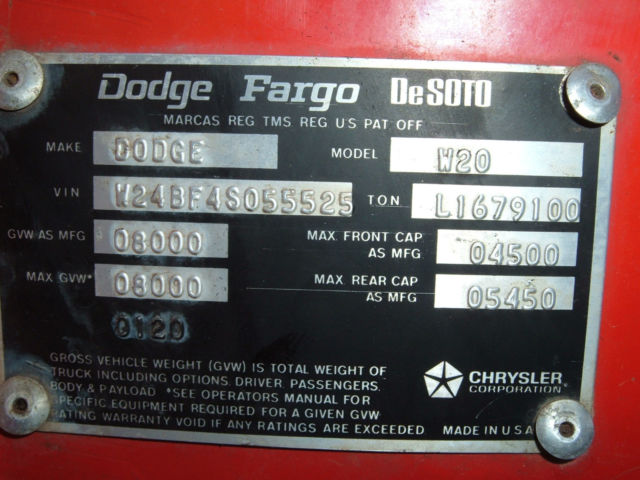 Dodge Fargo DeSOTO
MARCAS REG TMS REG U.S PAT OFF
MAKE DODGE MODEL W20
VIN W24BF4S055525 TON L1679100
GVW AS MFG 08000 MAX. FRONT CAP AS MFG 04500
MAX. GVW* 08000 MAX. REAR CAP AS MFG 05450
0120
GROSS VEHICLE WEIGHT (GVW) IS TOTAL WEIGHT OF
TRUCK INCLUDING OPTIONS, DRIVER, PASSENGERS,
BODY & PAYLOAD *SEE OPERATORS MANUAL FOR
SPECIFIC EQUIPMENT REQUIRED FOR A GIVEN GVW
RATING WARRANTY VOID IF ANY RATINGS ARE EXCEEDED
CHRYSLER
CORPORATION
MADE IN U.S.A.